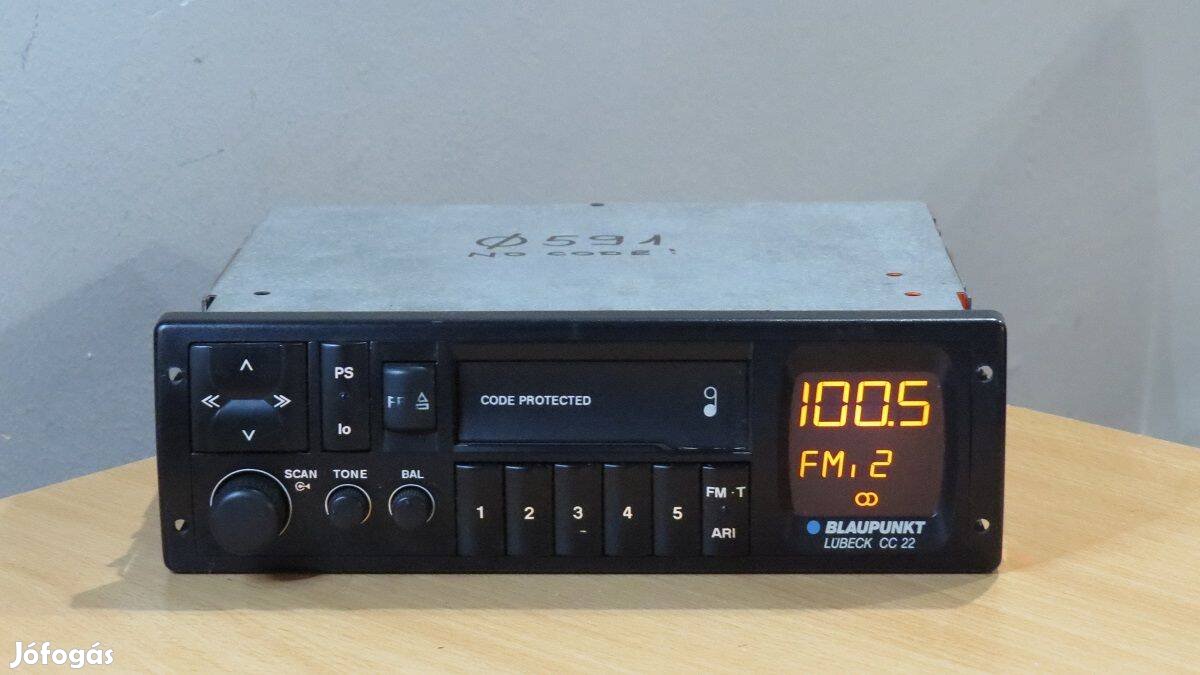 Ø591
NO CODE!
PS
lo
CODE PROTECTED
SCAN
TONE
BAL
1
2
3
4
5
FM·T
ARI
100.5
FM, 2
BLAUPUNKT
LÜBECK CC 22
Jófogás